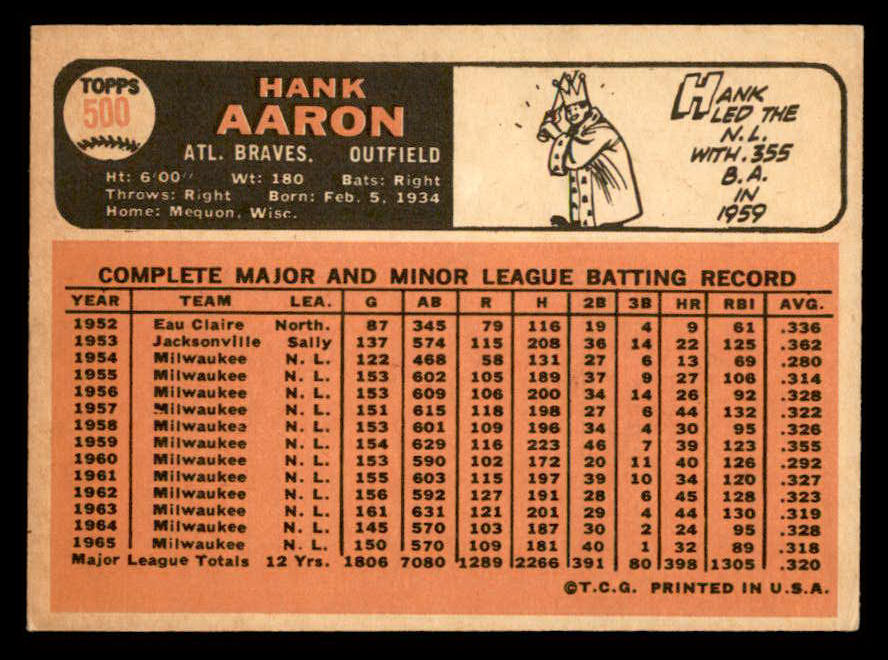 TOPPS
500
HANK
AARON
ATL. BRAVES. OUTFIELD
Ht: 6'00" Wt: 180 Bats: Right
Throws: Right Born: Feb. 5, 1934
Home: Mequon, Wisc.
HANK
LED THE
N.L.
WITH .355
B.A.
IN
1959
COMPLETE MAJOR AND MINOR LEAGUE BATTING RECORD
YEAR TEAM LEA. G AB R H 2B 3B HR RBI AVG.
1952 Eau Claire North. 87 345 79 116 19 4 9 61 .336
1953 Jacksonville Sally 137 574 115 208 36 14 22 125 .362
1954 Milwaukee N. L. 122 468 58 131 27 6 13 69 .280
1955 Milwaukee N. L. 153 602 105 189 37 9 27 106 .314
1956 Milwaukee N. L. 153 609 106 200 34 14 26 92 .328
1957 Milwaukee N. L. 151 615 118 198 27 6 44 132 .322
1958 Milwaukee N. L. 153 601 109 196 34 4 30 95 .326
1959 Milwaukee N. L. 154 629 116 223 46 7 39 123 .355
1960 Milwaukee N. L. 153 590 102 172 20 11 40 126 .292
1961 Milwaukee N. L. 155 603 115 197 39 10 34 120 .327
1962 Milwaukee N. L. 156 592 127 191 28 6 45 128 .323
1963 Milwaukee N. L. 161 631 121 201 29 4 44 130 .319
1964 Milwaukee N. L. 145 570 103 187 30 2 24 95 .328
1965 Milwaukee N. L. 150 570 109 181 40 1 32 89 .318
Major League Totals 12 Yrs. 1806 7080 1289 2266 391 80 398 1305 .320
©T.C.G. PRINTED IN U.S.A.